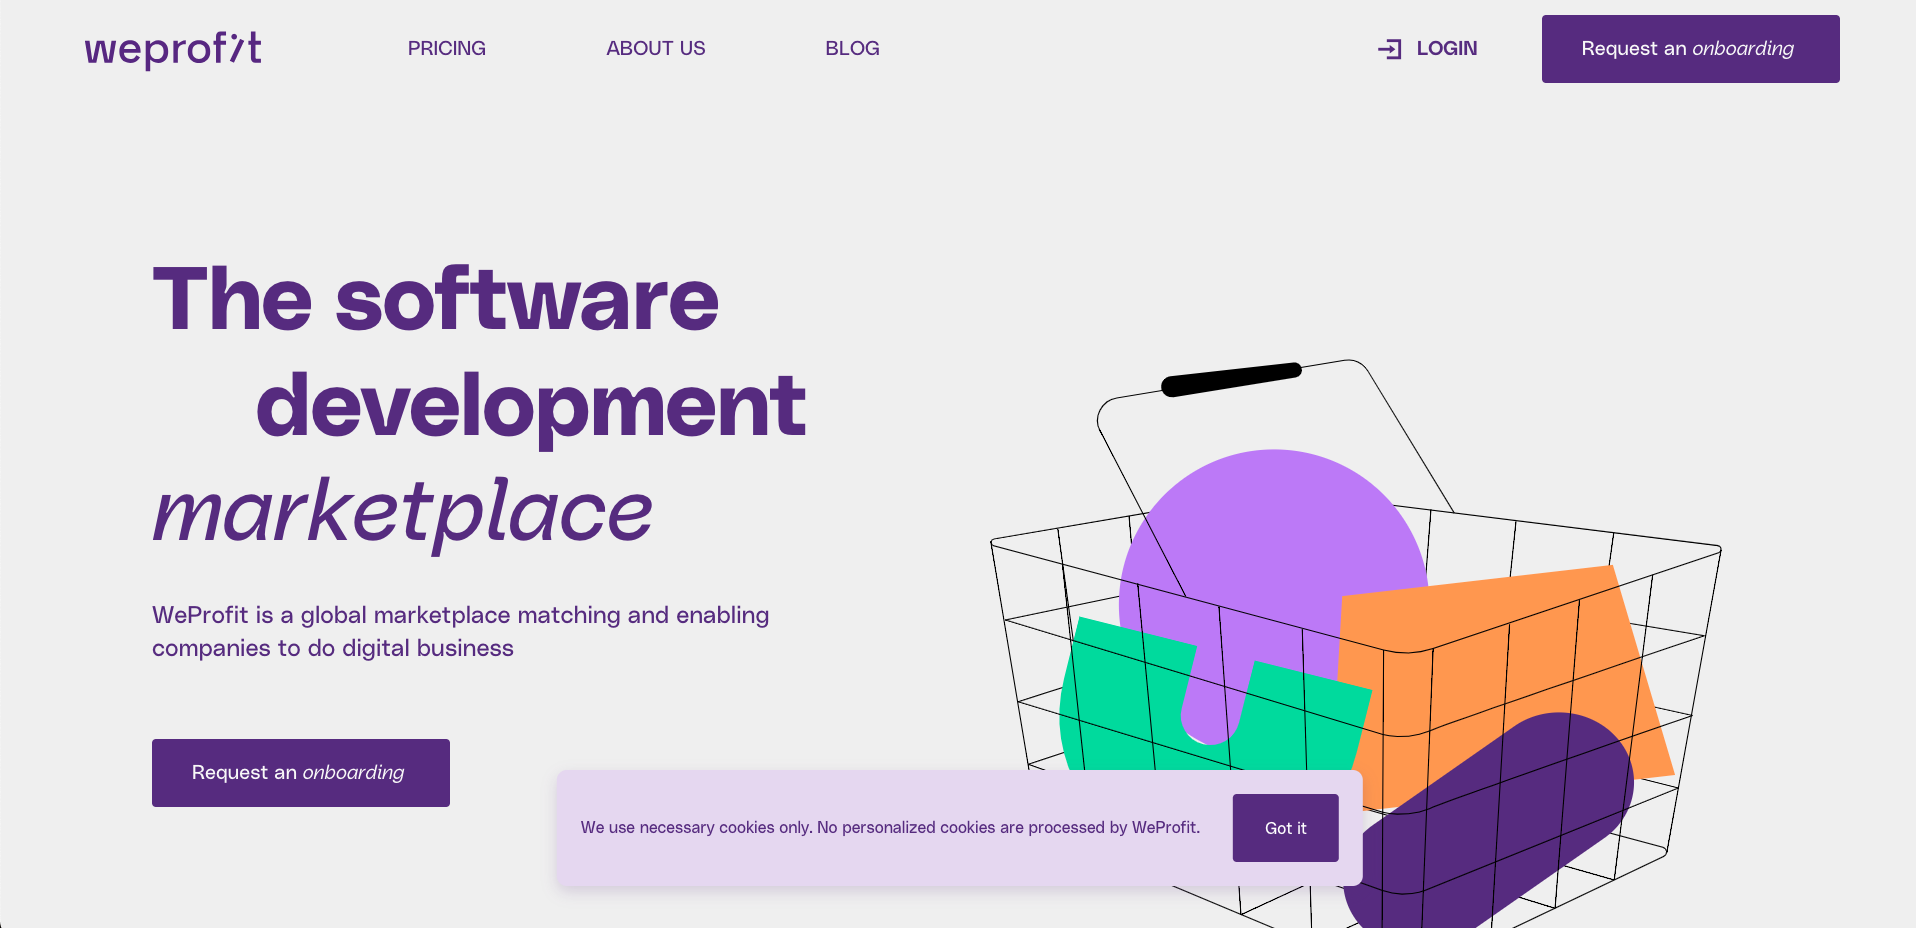 weprofit
PRICING
ABOUT US
BLOG
LOGIN
Request an onboarding
The software
development
marketplace
WeProfit is a global marketplace matching and enabling
companies to do digital business
Request an onboarding
We use necessary cookies only. No personalized cookies are processed by WeProfit.
Got it